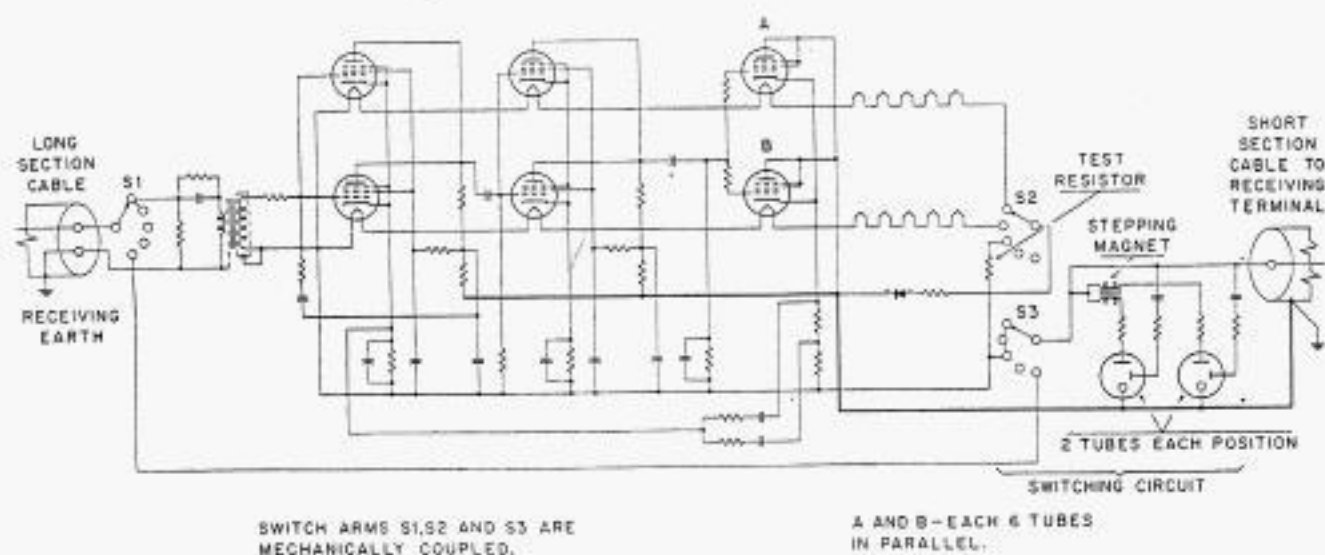 A
B
LONG
SECTION
CABLE
S1
RECEIVING
EARTH
TEST
RESISTOR
S2
STEPPING
MAGNET
S3
SHORT
SECTION
CABLE TO
RECEIVING
TERMINAL
2 TUBES EACH POSITION
SWITCHING CIRCUIT
SWITCH ARMS S1,S2 AND S3 ARE
MECHANICALLY COUPLED.
A AND B-EACH 6 TUBES
IN PARALLEL.